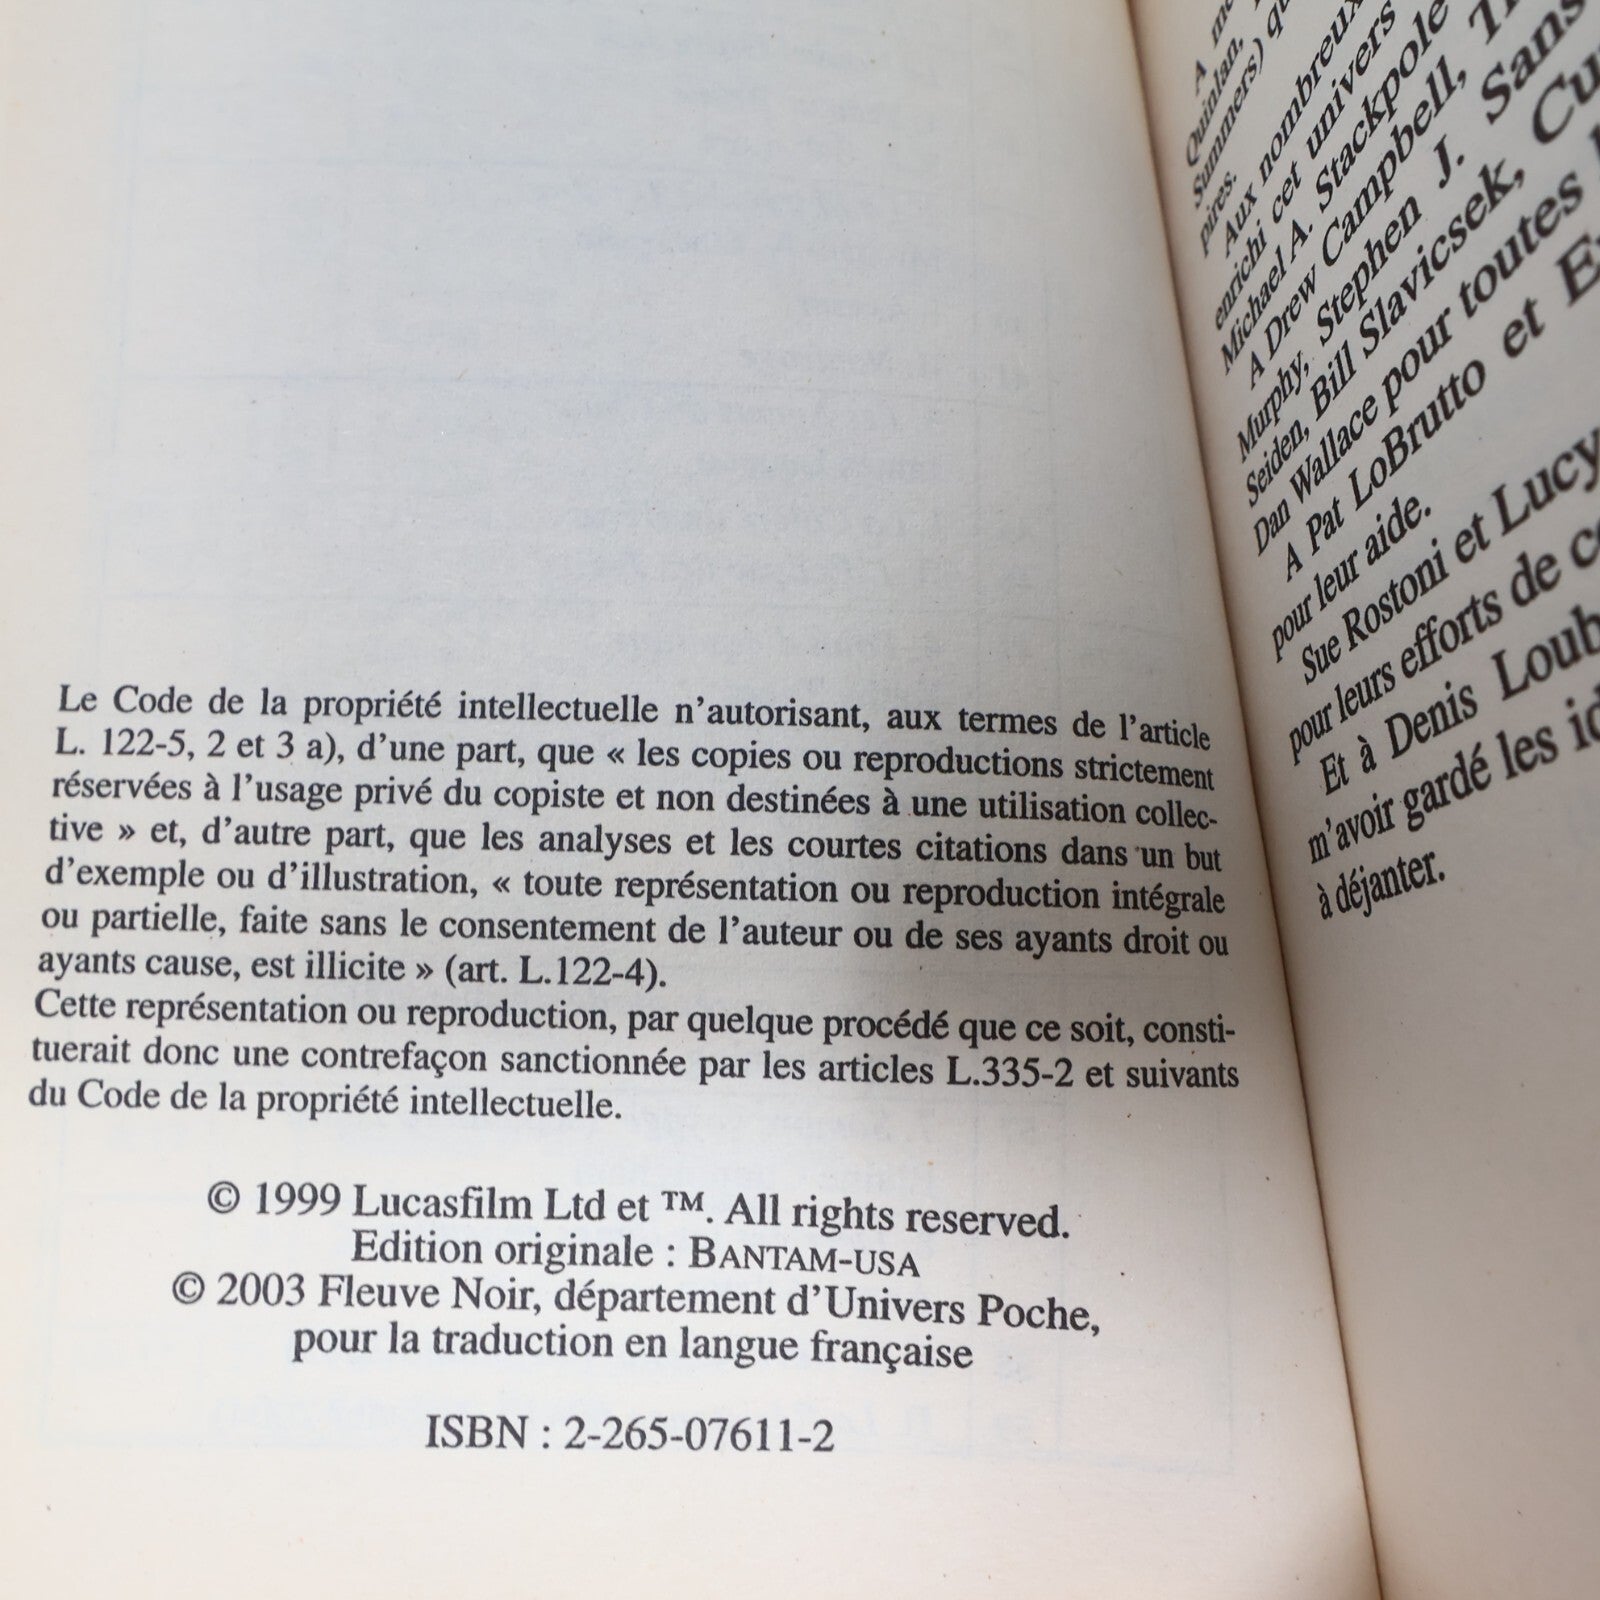 Le Code de la propriété intellectuelle n'autorisant, aux termes de l'article
L. 122-5, 2 et 3 a), d'une part, que « les copies ou reproductions strictement
réservées à l'usage privé du copiste et non destinées à une utilisation collec-
tive » et, d'autre part, que les analyses et les courtes citations dans un but
d'exemple ou d'illustration, « toute représentation ou reproduction intégrale
ou partielle, faite sans le consentement de l'auteur ou de ses ayants droit ou
ayants cause, est illicite » (art. L.122-4).
Cette représentation ou reproduction, par quelque procédé que ce soit, consti-
tuerait donc une contrefaçon sanctionnée par les articles L.335-2 et suivants
du Code de la propriété intellectuelle.
© 1999 Lucasfilm Ltd et ™. All rights reserved.
Edition originale : BANTAM-USA
© 2003 Fleuve Noir, département d'Univers Poche,
pour la traduction en langue française
ISBN : 2-265-07611-2
A
Quinlan,
Summers)
pires.
Aux nombreux
enrichi cet univers
Michael A. Stackpole
A Drew Campbell,
Murphy, Stephen J.
Seiden, Bill Slavicsek,
Dan Wallace pour toutes
A Pat LoBrutto et
pour leur aide.
Sue Rostoni et Lucy
pour leurs efforts de
Et à Denis
m'avoir gardé les
à déjanter.